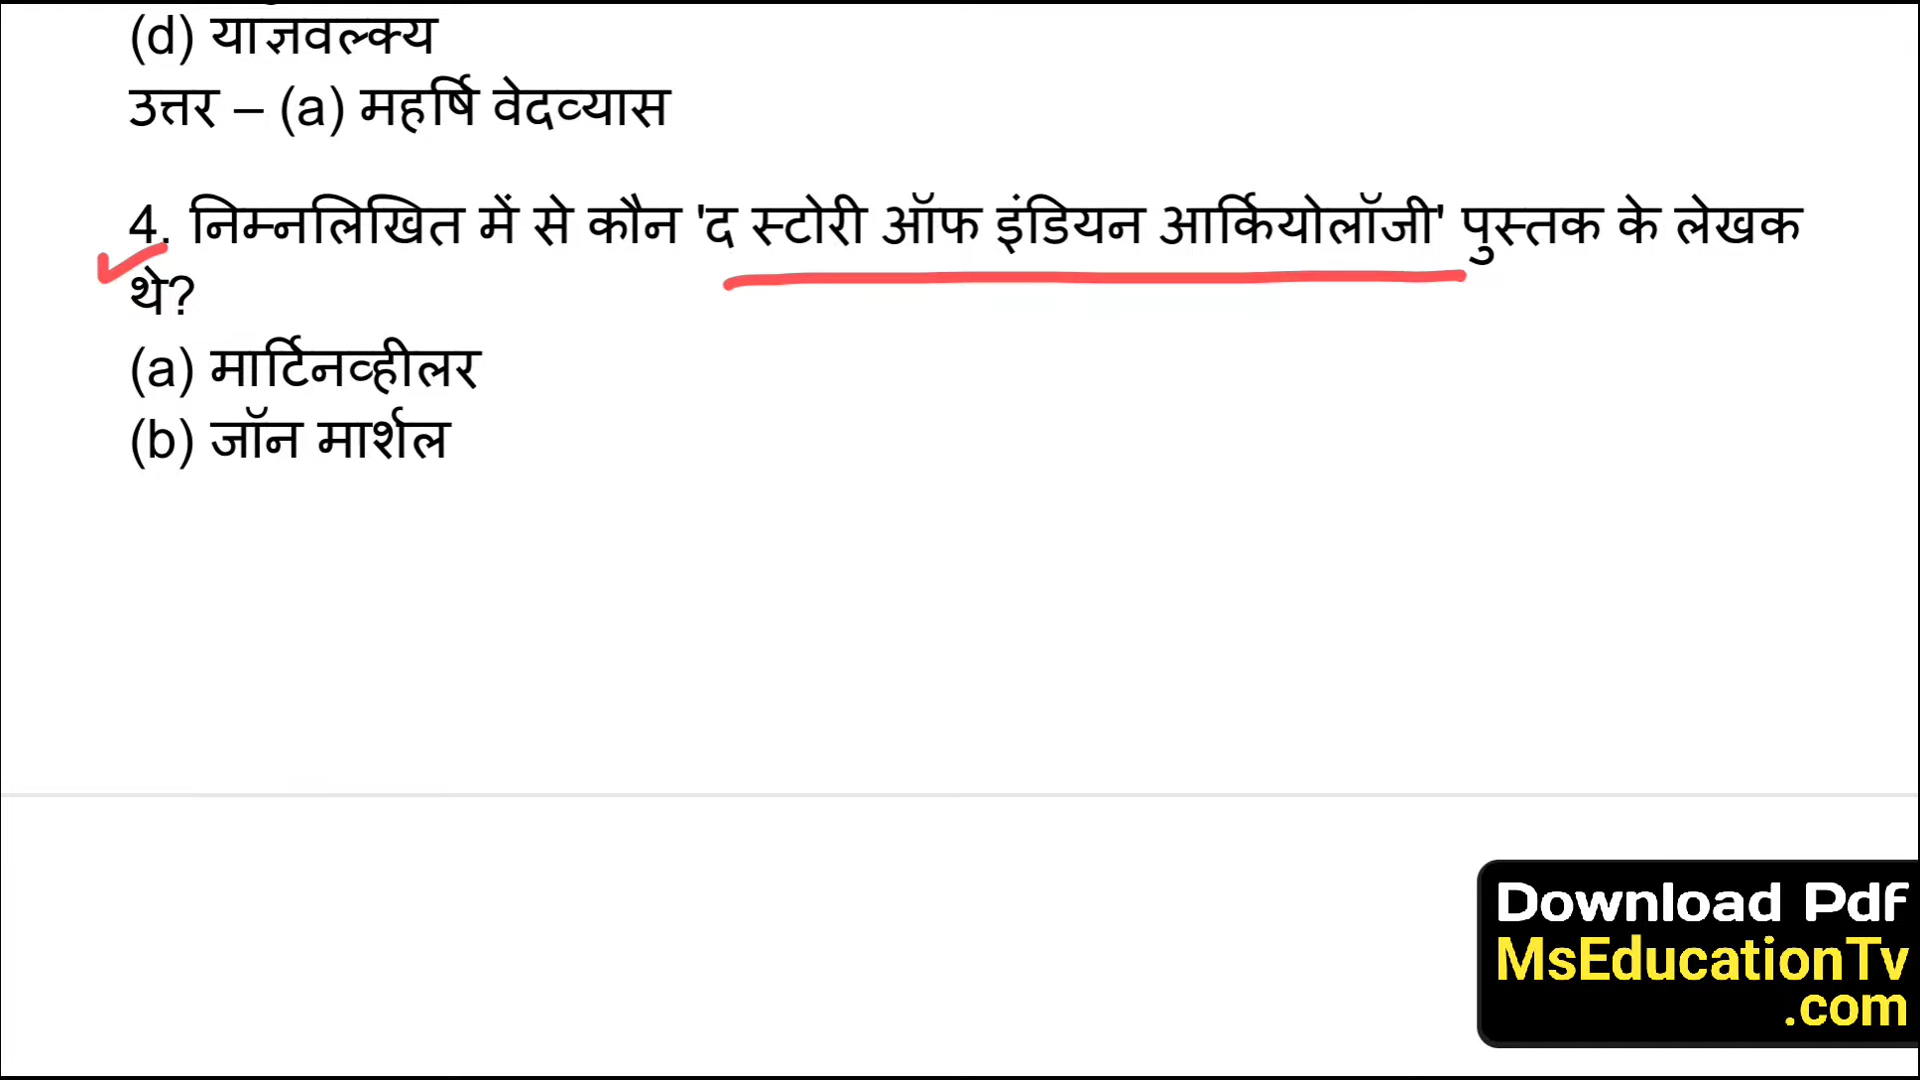 (d) याज्ञवल्क्य
उत्तर – (a) महर्षि वेदव्यास
4. निम्नलिखित में से कौन 'द स्टोरी ऑफ इंडियन आर्कियोलॉजी' पुस्तक के लेखक
थे?
(a) मार्टिनव्हीलर
(b) जॉन मार्शल
Download Pdf
MsEducationTv
.com